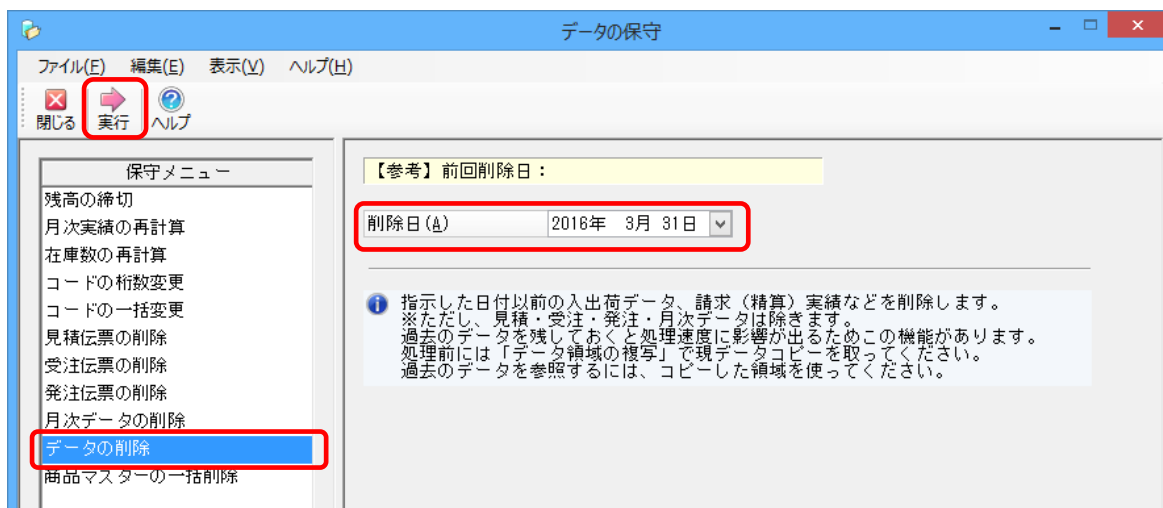 データの保守
ファイル(F) 編集(E) 表示(V) ヘルプ(H)
閉じる 実行 ヘルプ
保守メニュー
残高の締切
月次実績の再計算
在庫数の再計算
コードの桁数変更
コードの一括変更
見積伝票の削除
受注伝票の削除
発注伝票の削除
月次データの削除
データの削除
商品マスターの一括削除
【参考】前回削除日：
削除日(A) 2016年 3月 31日
指示した日付以前の入出荷データ、請求（精算）実績などを削除します。
※ただし、見積・受注・発注・月次データは除きます。
過去のデータを残しておくと処理速度に影響が出るためこの機能があります。
処理前には「データ領域の複写」で現データコピーを取ってください。
過去のデータを参照するには、コピーした領域を使ってください。